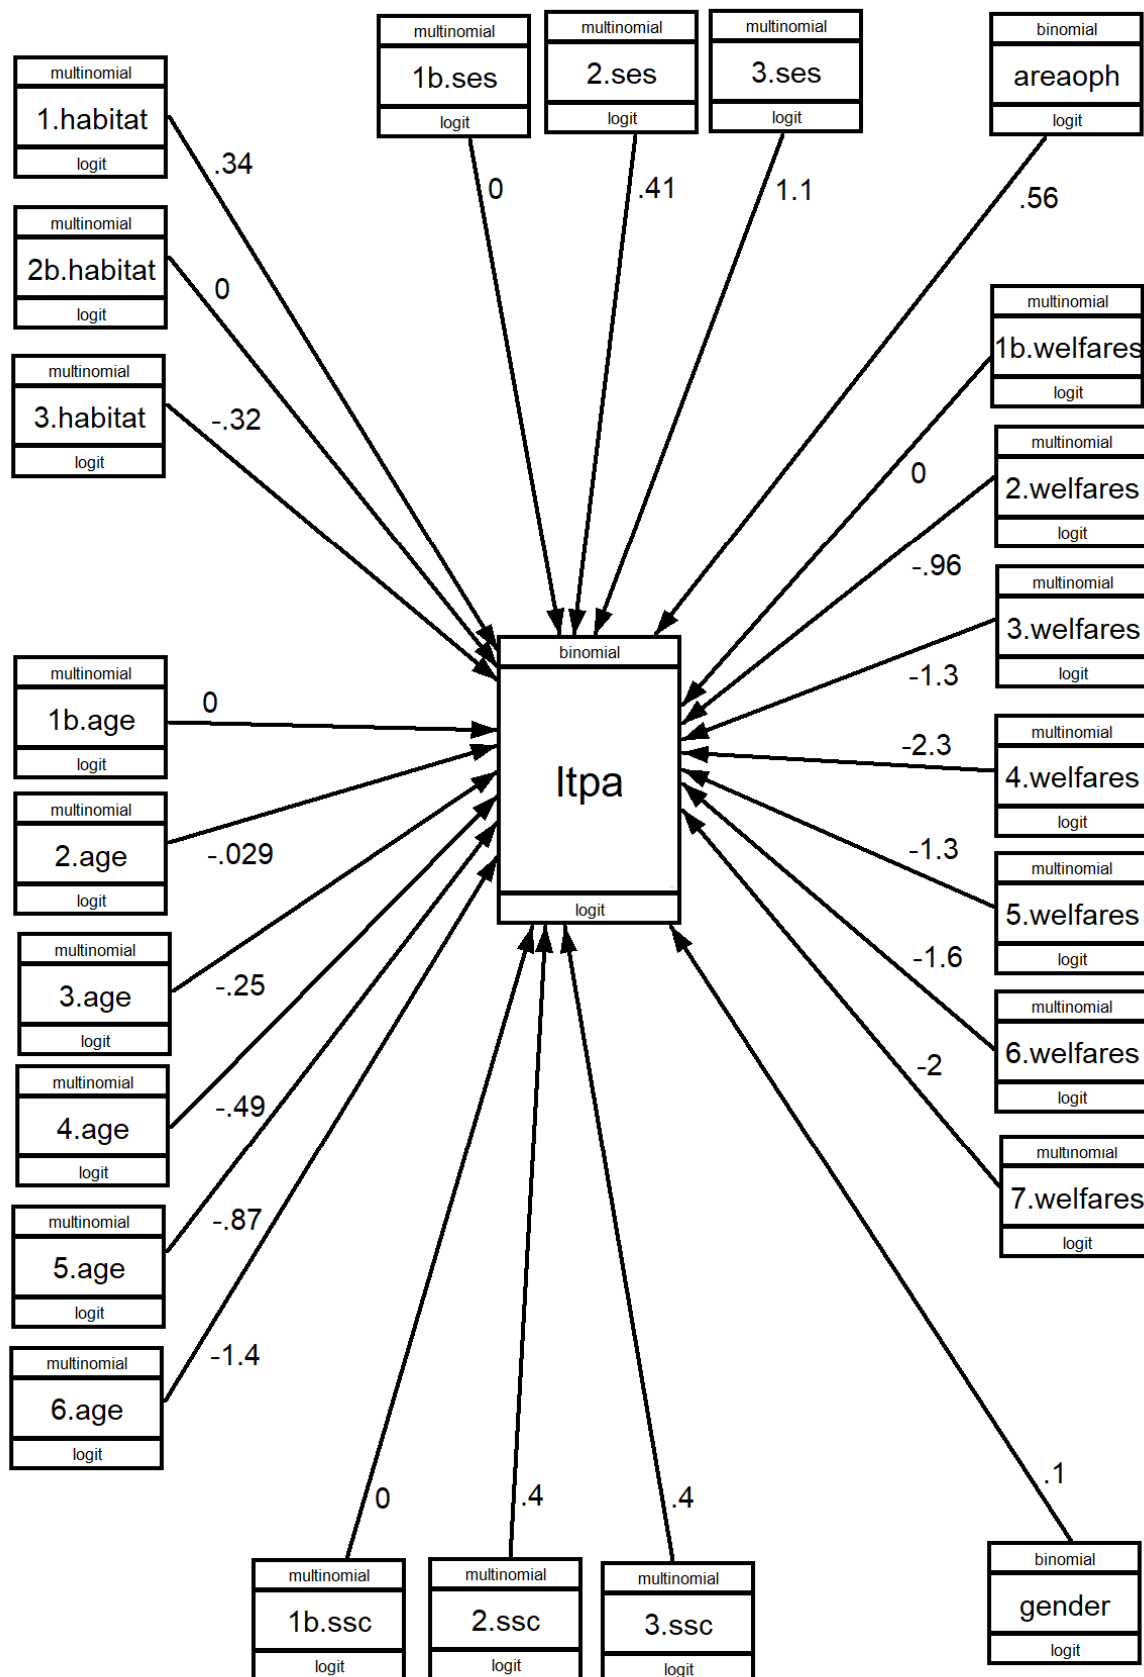 multinomial
1b.ses
logit
multinomial
2.ses
logit
multinomial
3.ses
logit
binomial
areaoph
logit
multinomial
1.habitat
logit
multinomial
2b.habitat
logit
multinomial
3.habitat
logit
.34
0
-.32
0
.41
1.1
.56
multinomial
1b.welfares
logit
multinomial
2.welfares
logit
multinomial
3.welfares
logit
multinomial
4.welfares
logit
multinomial
5.welfares
logit
multinomial
6.welfares
logit
multinomial
7.welfares
logit
0
-.96
-1.3
-2.3
-1.3
-1.6
-2
binomial
ltpa
logit
multinomial
1b.age
logit
multinomial
2.age
logit
multinomial
3.age
logit
multinomial
4.age
logit
multinomial
5.age
logit
multinomial
6.age
logit
0
-.029
-.25
-.49
-.87
-1.4
0
.4
.4
.1
multinomial
1b.ssc
logit
multinomial
2.ssc
logit
multinomial
3.ssc
logit
binomial
gender
logit